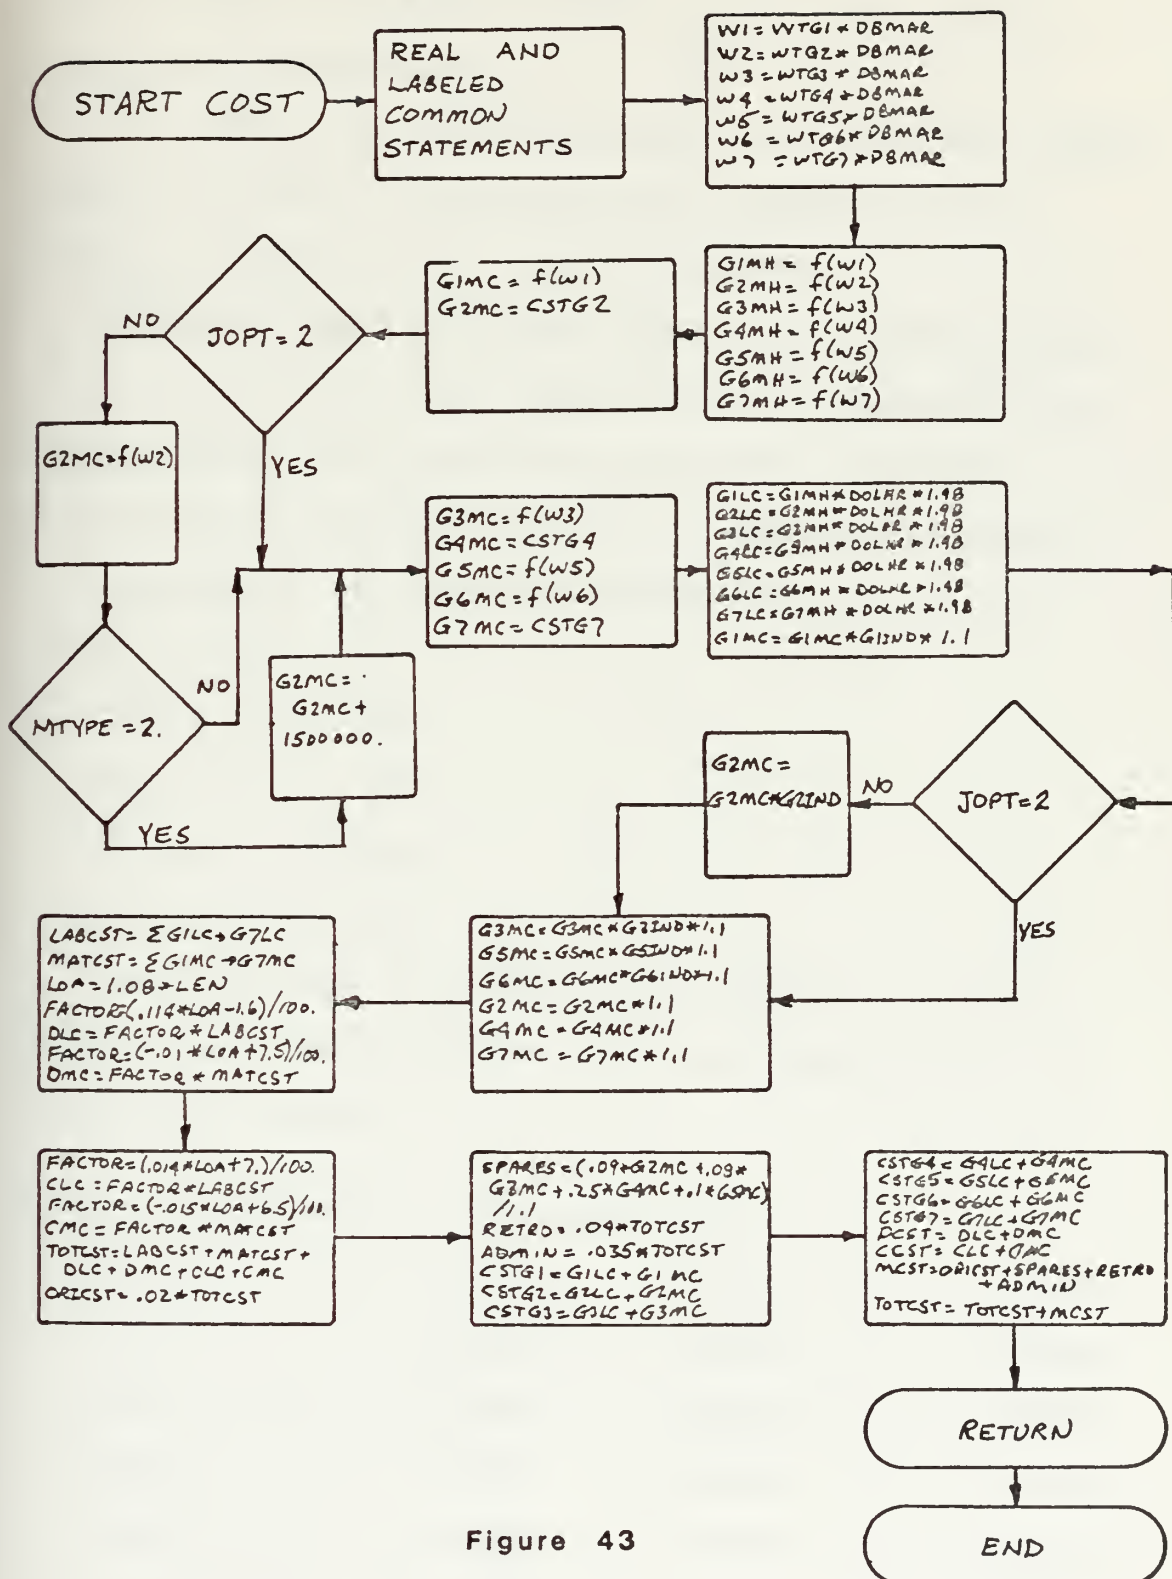 START COST
REAL AND
LABELED
COMMON
STATEMENTS
W1 = WTG1 * DBMAR
W2 = WTG2 * DBMAR
W3 = WTG3 * DBMAR
W4 = WTG4 * DBMAR
W5 = WTG5 * DBMAR
W6 = WTG6 * DBMAR
W7 = WTG7 * DBMAR
G1MH = f(W1)
G2MH = f(W2)
G3MH = f(W3)
G4MH = f(W4)
G5MH = f(W5)
G6MH = f(W6)
G7MH = f(W7)
G1MC = f(W1)
G2MC = CSTG2
JOPT = 2
NO
YES
G2MC = f(W2)
MTYPE = 2.
NO
YES
G2MC =
G2MC +
1500000.
G3MC = f(W3)
G4MC = CSTG4
G5MC = f(W5)
G6MC = f(W6)
G7MC = CSTG7
G1LC = G1MH * DOLHR * 1.98
G2LC = G2MH * DOLHR * 1.98
G3LC = G3MH * DOLHR * 1.98
G4LC = G4MH * DOLHR * 1.98
G5LC = G5MH * DOLHR * 1.98
G6LC = G6MH * DOLHR * 1.98
G7LC = G7MH * DOLHR * 1.98
G1MC = G1MC * G1IND * 1.1
JOPT = 2
NO
YES
G2MC =
G2MC * G2IND
G3MC = G3MC * G3IND * 1.1
G5MC = G5MC * G5IND * 1.1
G6MC = G6MC * G6IND * 1.1
G2MC = G2MC * 1.1
G4MC = G4MC * 1.1
G7MC = G7MC * 1.1
LABCST = Σ G1LC → G7LC
MATCST = Σ G1MC → G7MC
LOA = 1.08 * LEN
FACTOR = (.114 * LOA - 1.6)/100.
DLC = FACTOR * LABCST
FACTOR = (-.01 * LOA + 7.5)/100.
DMC = FACTOR * MATCST
FACTOR = (.014 * LOA + 7.)/100.
CLC = FACTOR * LABCST
FACTOR = (-.015 * LOA + 6.5)/100.
CMC = FACTOR * MATCST
TOTCST = LABCST + MATCST +
DLC + DMC + CLC + CMC
ORICST = .02 * TOTCST
SPARES = (.09 * G2MC + .09 *
G3MC + .25 * G4MC + .1 * G5MC)
/1.1
RETRO = .04 * TOTCST
ADMIN = .035 * TOTCST
CSTG1 = G1LC + G1MC
CSTG2 = G2LC + G2MC
CSTG3 = G3LC + G3MC
CSTG4 = G4LC + G4MC
CSTG5 = G5LC + G5MC
CSTG6 = G6LC + G6MC
CSTG7 = G7LC + G7MC
DCST = DLC + DMC
CCST = CLC + CMC
MCST = ORICST + SPARES + RETRO
+ ADMIN
TOTCST = TOTCST + MCST
RETURN
END
Figure 43